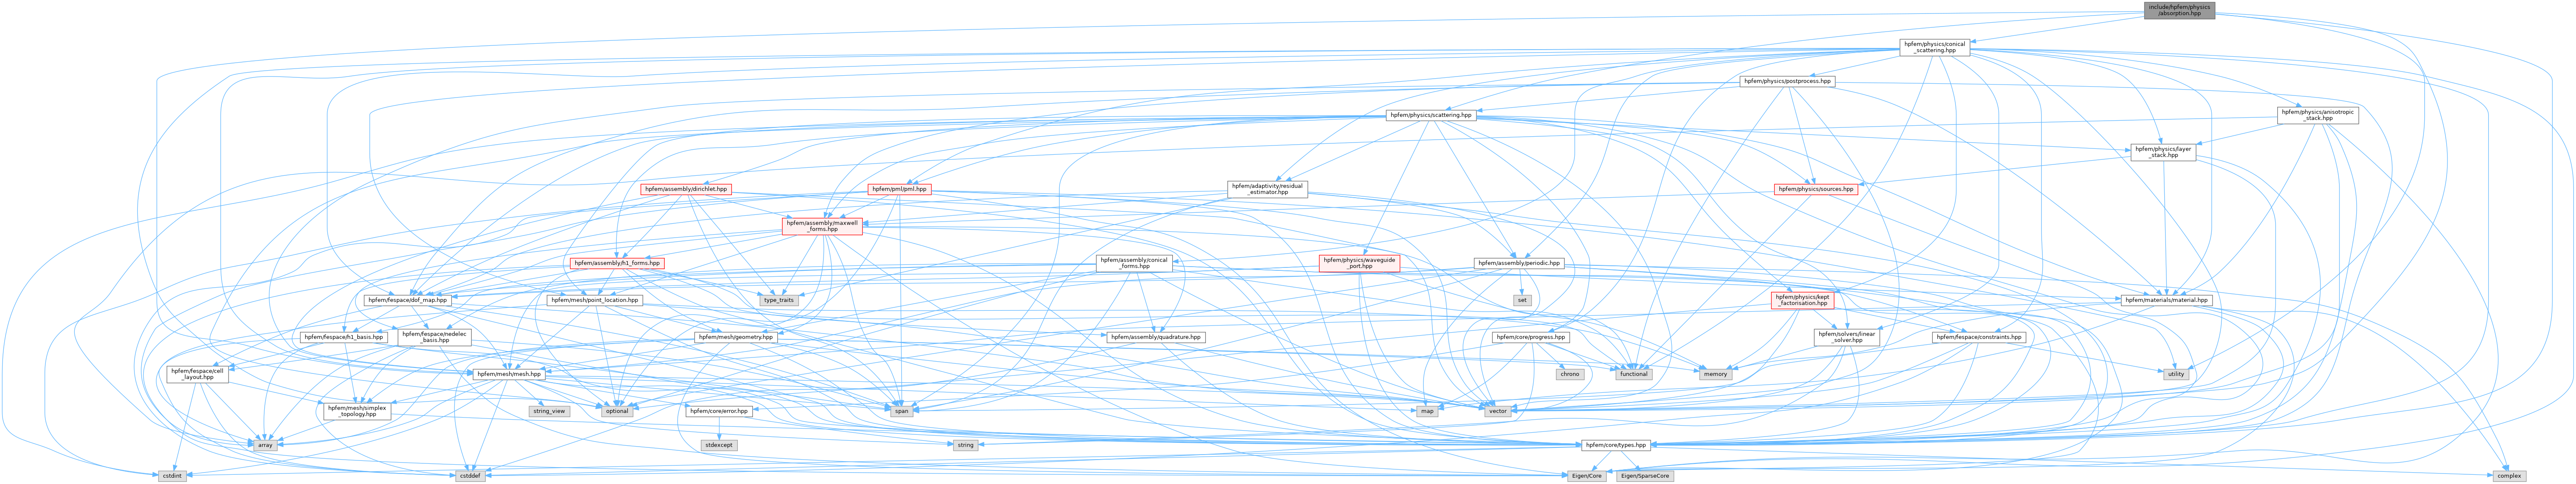 include/hpfem/physics
/absorption.hpp
hpfem/physics/conical
_scattering.hpp
hpfem/physics/postprocess.hpp
hpfem/physics/scattering.hpp
hpfem/physics/anisotropic
_stack.hpp
hpfem/physics/layer
_stack.hpp
hpfem/assembly/dirichlet.hpp
hpfem/pml/pml.hpp
hpfem/adaptivity/residual
_estimator.hpp
hpfem/physics/sources.hpp
hpfem/assembly/maxwell
_forms.hpp
hpfem/assembly/h1_forms.hpp
hpfem/assembly/conical
_forms.hpp
hpfem/physics/waveguide
_port.hpp
hpfem/assembly/periodic.hpp
hpfem/fespace/dof_map.hpp
hpfem/mesh/point_location.hpp
type_traits
set
hpfem/physics/kept
_factorisation.hpp
hpfem/materials/material.hpp
hpfem/fespace/h1_basis.hpp
hpfem/fespace/nedelec
_basis.hpp
hpfem/mesh/geometry.hpp
hpfem/assembly/quadrature.hpp
hpfem/core/progress.hpp
hpfem/solvers/linear
_solver.hpp
hpfem/fespace/constraints.hpp
hpfem/fespace/cell
_layout.hpp
hpfem/mesh/mesh.hpp
chrono
functional
memory
utility
hpfem/mesh/simplex
_topology.hpp
string_view
optional
hpfem/core/error.hpp
span
map
vector
array
stdexcept
string
hpfem/core/types.hpp
cstdint
cstddef
Eigen/Core
Eigen/SparseCore
complex